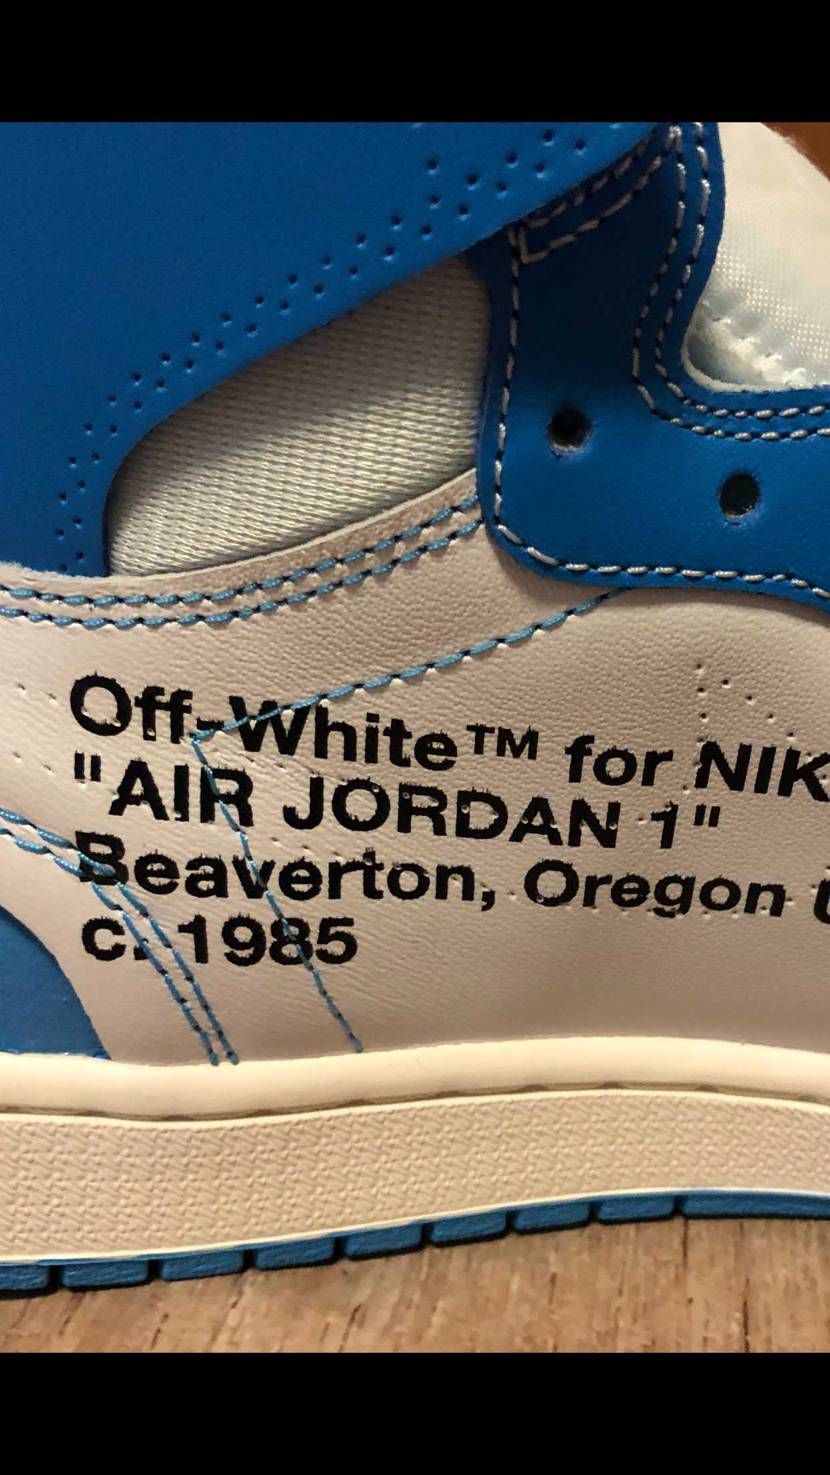 Off-White™ for NIK
"AIR JORDAN 1"
Beaverton, Oregon U
c. 1985